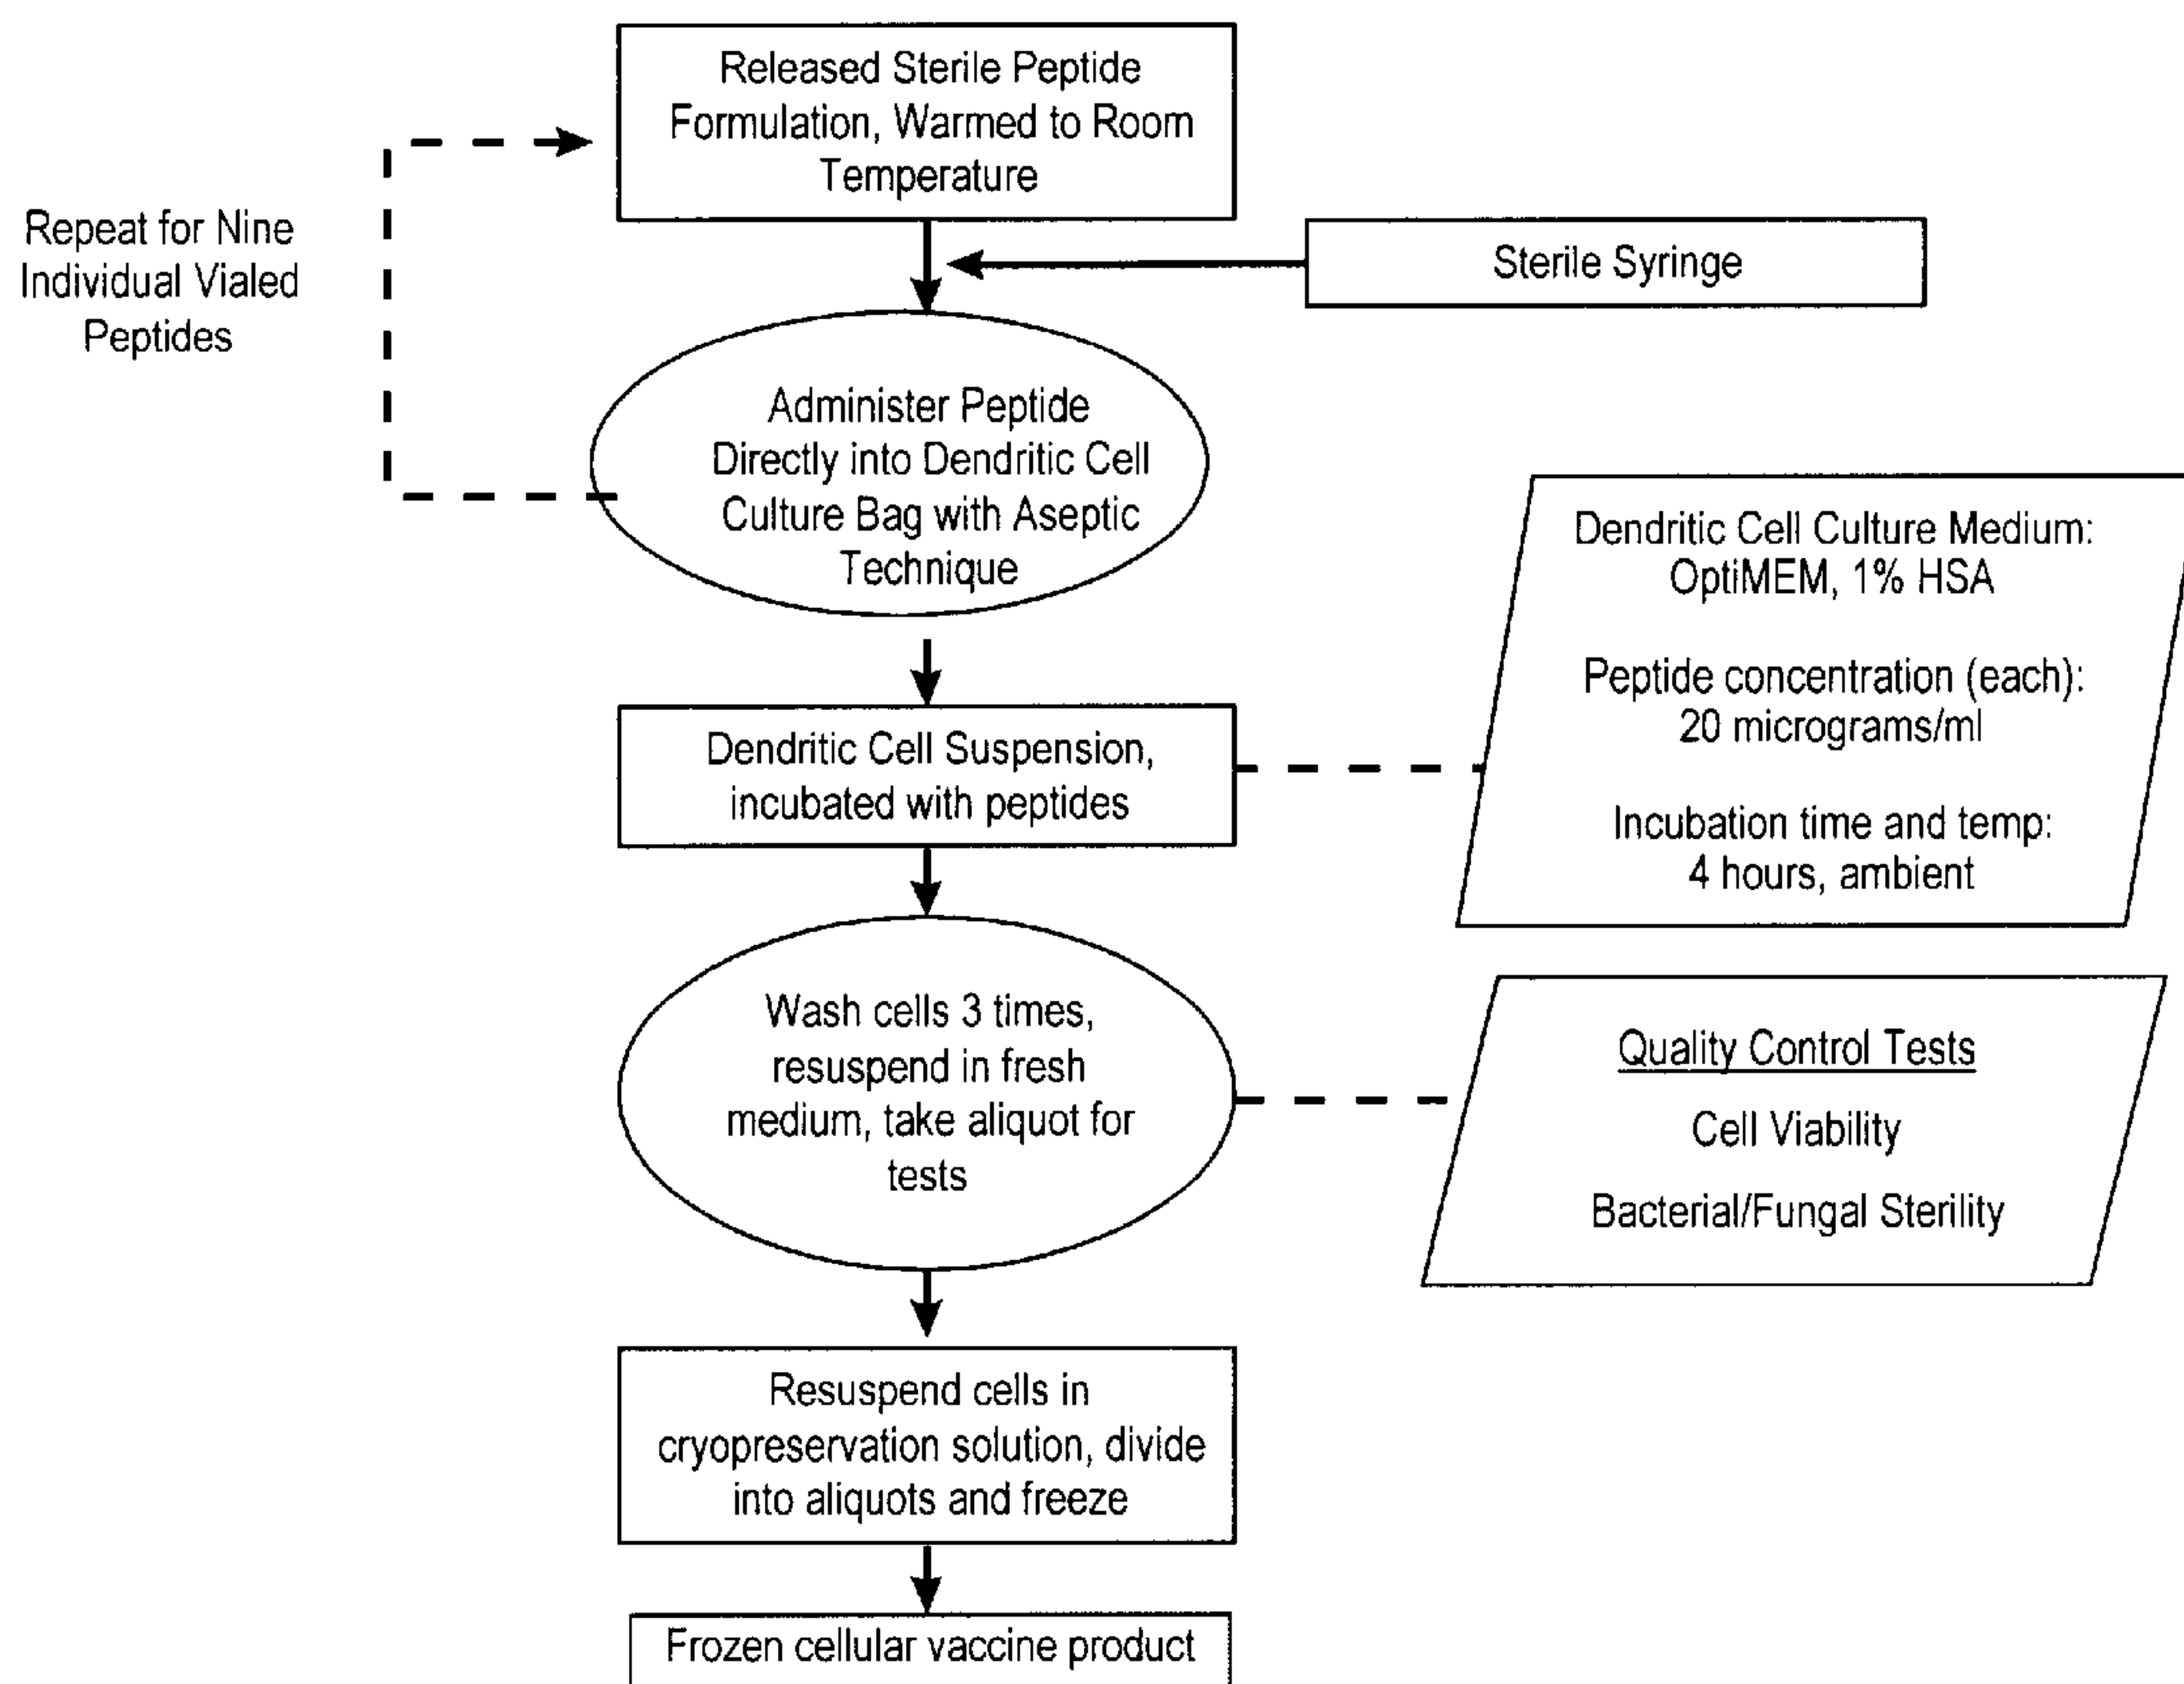 Released Sterile Peptide
Formulation, Warmed to Room
Temperature
Repeat for Nine
Individual Vialed
Peptides
Sterile Syringe
Administer Peptide
Directly into Dendritic Cell
Culture Bag with Aseptic
Technique
Dendritic Cell Culture Medium:
OptiMEM, 1% HSA
Peptide concentration (each):
20 micrograms/ml
Incubation time and temp:
4 hours, ambient
Dendritic Cell Suspension,
incubated with peptides
Wash cells 3 times,
resuspend in fresh
medium, take aliquot for
tests
Quality Control Tests
Cell Viability
Bacterial/Fungal Sterility
Resuspend cells in
cryopreservation solution, divide
into aliquots and freeze
Frozen cellular vaccine product